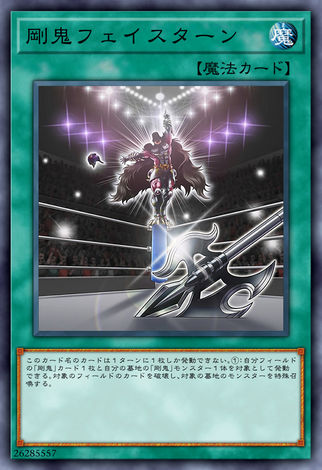 剛鬼フェイスターン
魔
【魔法カード】
このカード名のカードは1ターンに1枚しか発動できない。①:自分フィールド
の「剛鬼」カード1枚と自分の墓地の「剛鬼」モンスター1体を対象として発動
できる。対象のフィールドのカードを破壊し、対象の墓地のモンスターを特殊召
喚する。
26285557